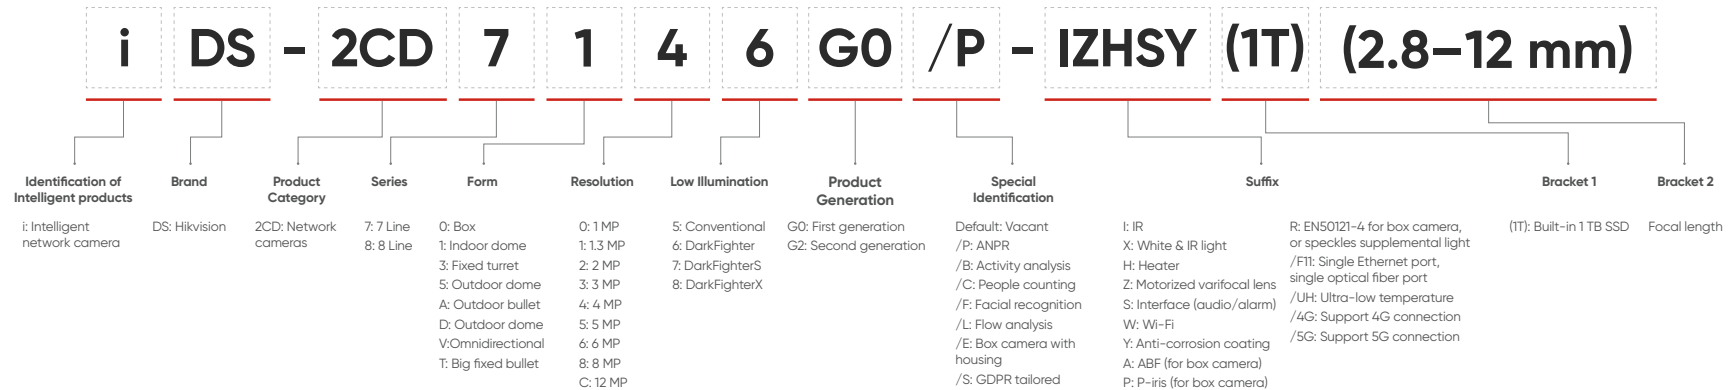 i DS - 2CD 7 1 4 6 G0 /P - IZHSY (1T) (2.8–12 mm)
Identification of
Intelligent products
i: Intelligent
network camera
Brand
DS: Hikvision
Product
Category
2CD: Network
cameras
Series
7: 7 Line
8: 8 Line
Form
0: Box
1: Indoor dome
3: Fixed turret
5: Outdoor dome
A: Outdoor bullet
D: Outdoor dome
V:Omnidirectional
T: Big fixed bullet
Resolution
0: 1 MP
1: 1.3 MP
2: 2 MP
3: 3 MP
4: 4 MP
5: 5 MP
6: 6 MP
8: 8 MP
C: 12 MP
Low Illumination
5: Conventional
6: DarkFighter
7: DarkFighterS
8: DarkFighterX
Product
Generation
G0: First generation
G2: Second generation
Special
Identification
Default: Vacant
/P: ANPR
/B: Activity analysis
/C: People counting
/F: Facial recognition
/L: Flow analysis
/E: Box camera with
housing
/S: GDPR tailored
Suffix
I: IR
X: White & IR light
H: Heater
Z: Motorized varifocal lens
S: Interface (audio/alarm)
W: Wi-Fi
Y: Anti-corrosion coating
A: ABF (for box camera)
P: P-iris (for box camera)
R: EN50121-4 for box camera,
or speckles supplemental light
/F11: Single Ethernet port,
single optical fiber port
/UH: Ultra-low temperature
/4G: Support 4G connection
/5G: Support 5G connection
Bracket 1
(1T): Built-in 1 TB SSD
Bracket 2
Focal length